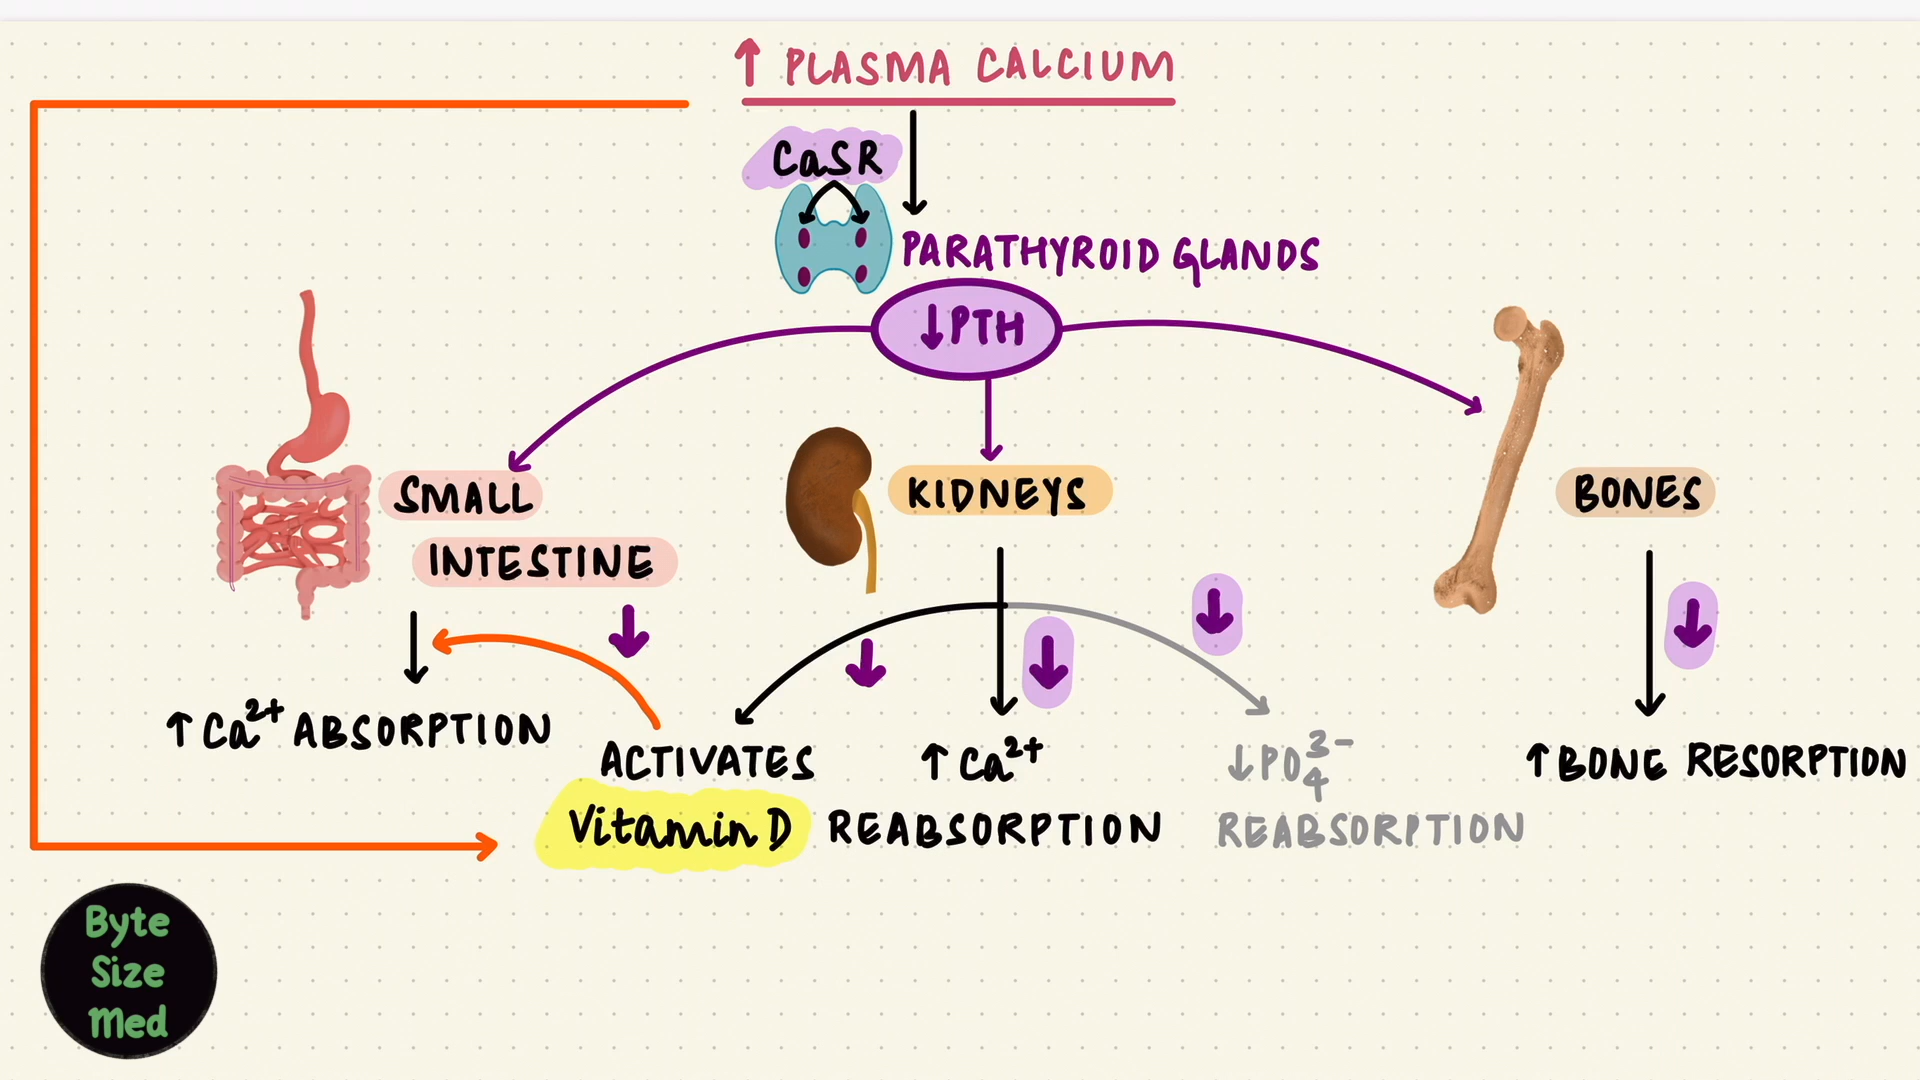 ↑ PLASMA CALCIUM
CaSR
PARATHYROID GLANDS
↓PTH
SMALL
INTESTINE
↑Ca²⁺ ABSORPTION
KIDNEYS
ACTIVATES
Vitamin D
↑Ca²⁺
REABSORPTION
↓PO₄³⁻
REABSORPTION
BONES
↑BONE RESORPTION
Byte
Size
Med